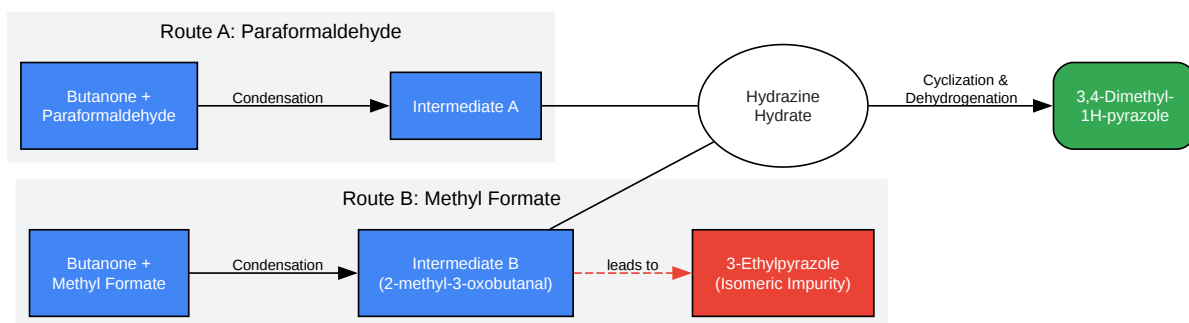 Route A: Paraformaldehyde
Butanone +
Paraformaldehyde
Condensation
Intermediate A
Hydrazine
Hydrate
Cyclization &
Dehydrogenation
3,4-Dimethyl-
1H-pyrazole
Route B: Methyl Formate
Butanone +
Methyl Formate
Condensation
Intermediate B
(2-methyl-3-oxobutanal)
leads to
3-Ethylpyrazole
(Isomeric Impurity)